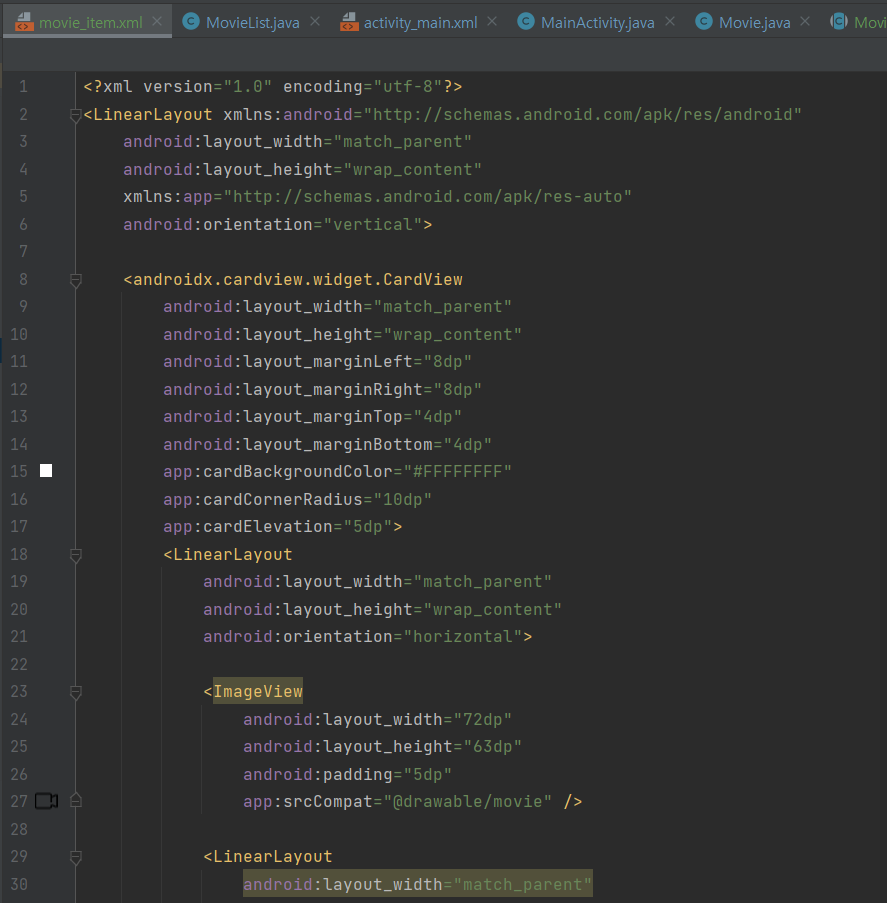 movie_item.xml MovieList.java activity_main.xml MainActivity.java Movie.java Movi
1 <?xml version="1.0" encoding="utf-8"?>
2 <LinearLayout xmlns:android="http://schemas.android.com/apk/res/android"
3 android:layout_width="match_parent"
4 android:layout_height="wrap_content"
5 xmlns:app="http://schemas.android.com/apk/res-auto"
6 android:orientation="vertical">
7
8 <androidx.cardview.widget.CardView
9 android:layout_width="match_parent"
10 android:layout_height="wrap_content"
11 android:layout_marginLeft="8dp"
12 android:layout_marginRight="8dp"
13 android:layout_marginTop="4dp"
14 android:layout_marginBottom="4dp"
15 app:cardBackgroundColor="#FFFFFFFF"
16 app:cardCornerRadius="10dp"
17 app:cardElevation="5dp">
18 <LinearLayout
19 android:layout_width="match_parent"
20 android:layout_height="wrap_content"
21 android:orientation="horizontal">
22
23 <ImageView
24 android:layout_width="72dp"
25 android:layout_height="63dp"
26 android:padding="5dp"
27 app:srcCompat="@drawable/movie" />
28
29 <LinearLayout
30 android:layout_width="match_parent"